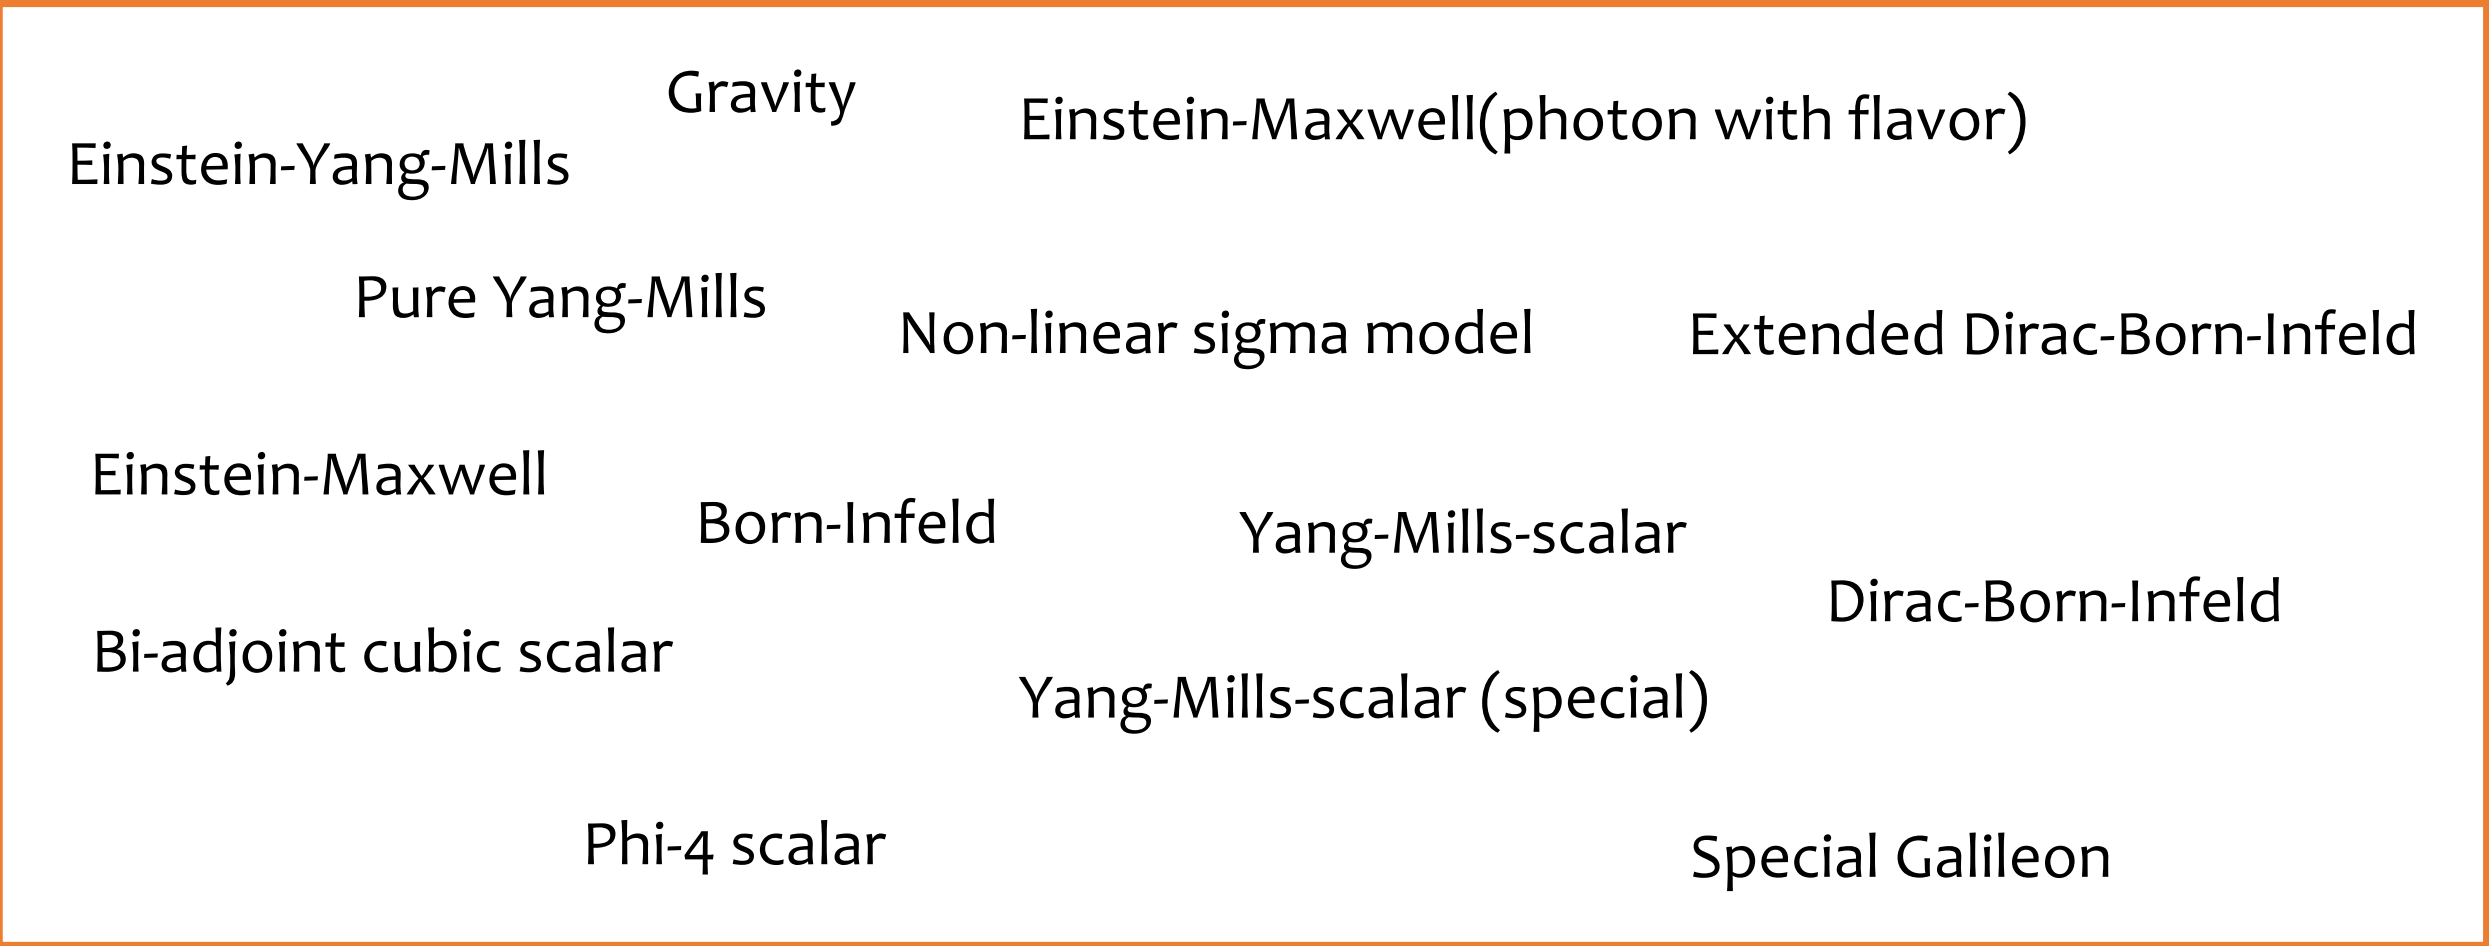 Gravity
Einstein-Maxwell(photon with flavor)
Einstein-Yang-Mills
Pure Yang-Mills
Non-linear sigma model
Extended Dirac-Born-Infeld
Einstein-Maxwell
Born-Infeld
Yang-Mills-scalar
Dirac-Born-Infeld
Bi-adjoint cubic scalar
Yang-Mills-scalar (special)
Phi-4 scalar
Special Galileon